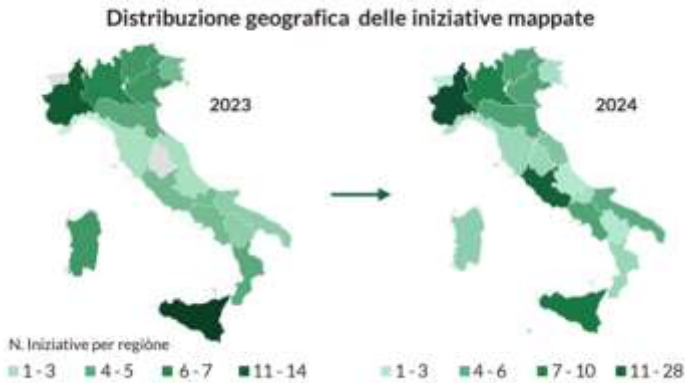 Distribuzione geografica delle iniziative mappate
2023
2024
N. Iniziative per regiòne
1 - 3 4 - 5 6 - 7 11 - 14
1 - 3 4 - 6 7 - 10 11 - 28